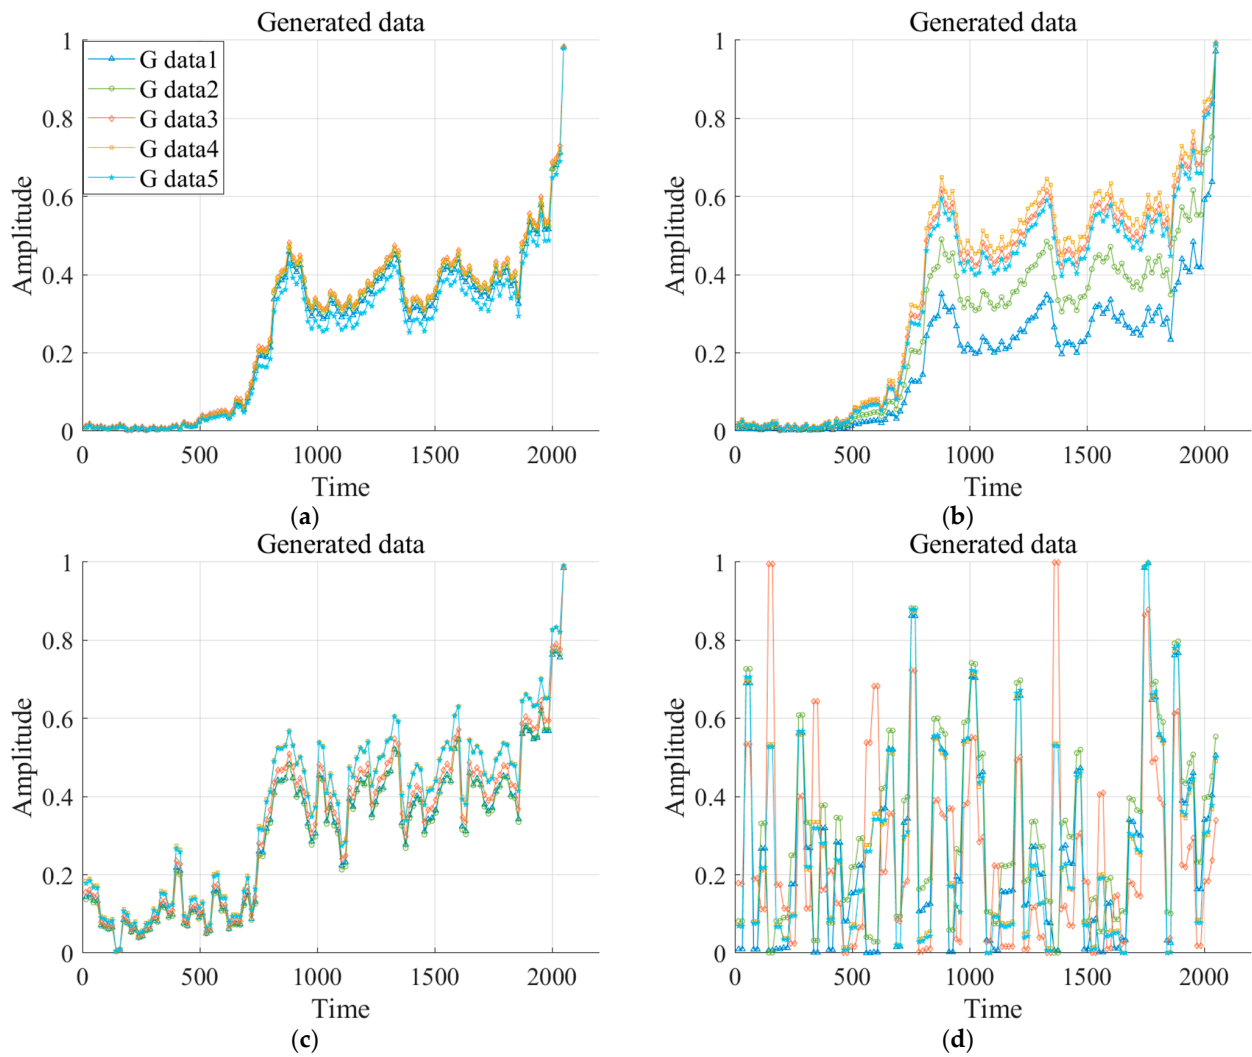 Generated data
1
0.8
0.6
0.4
0.2
0
Amplitude
G data1
G data2
G data3
G data4
G data5
0 500 1000 1500 2000
Time
(a)
Generated data
1
0.8
0.6
0.4
0.2
0
Amplitude
0 500 1000 1500 2000
Time
(b)
Generated data
1
0.8
0.6
0.4
0.2
0
Amplitude
0 500 1000 1500 2000
Time
(c)
Generated data
1
0.8
0.6
0.4
0.2
0
Amplitude
0 500 1000 1500 2000
Time
(d)